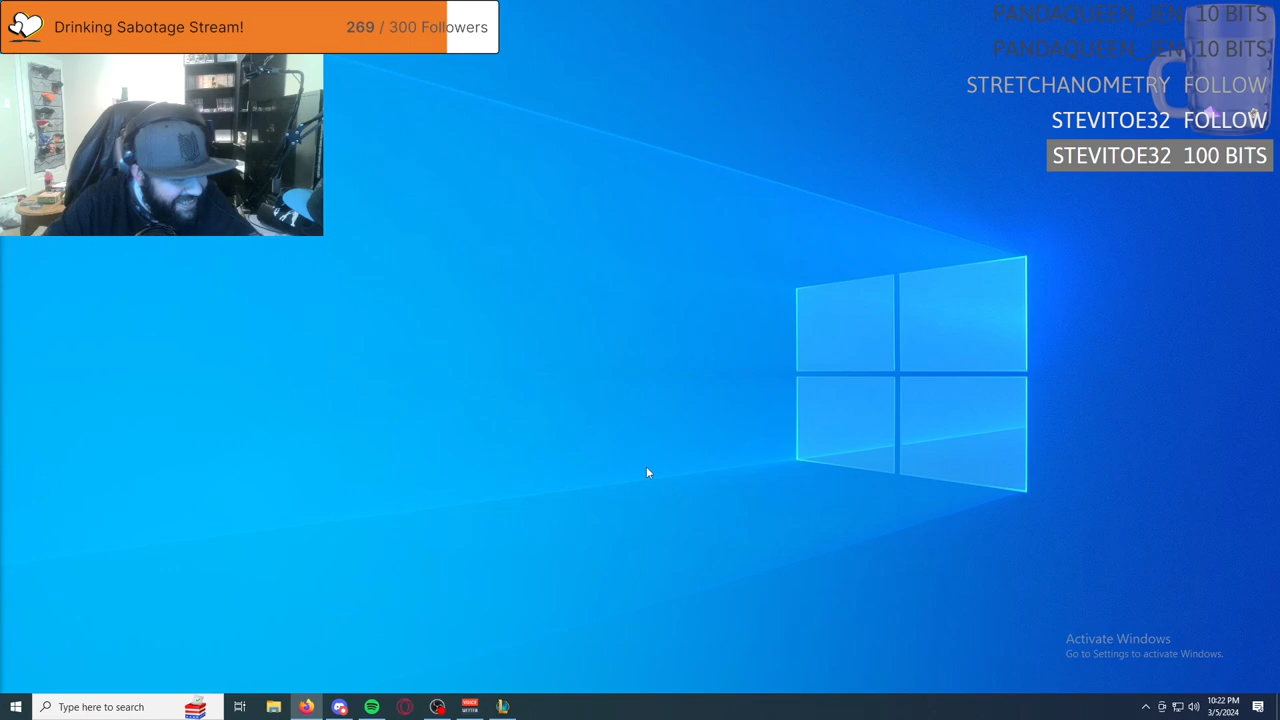 Drinking Sabotage Stream!
269 / 300 Followers
PANDAQUEEN_JEN 10 BITS
PANDAQUEEN_JEN 10 BITS
STRETCHANOMETRY FOLLOW
STEVITOE32 FOLLOW
STEVITOE32 100 BITS
Activate Windows
Go to Settings to activate Windows.
Type here to search
10:22 PM
3/5/2024